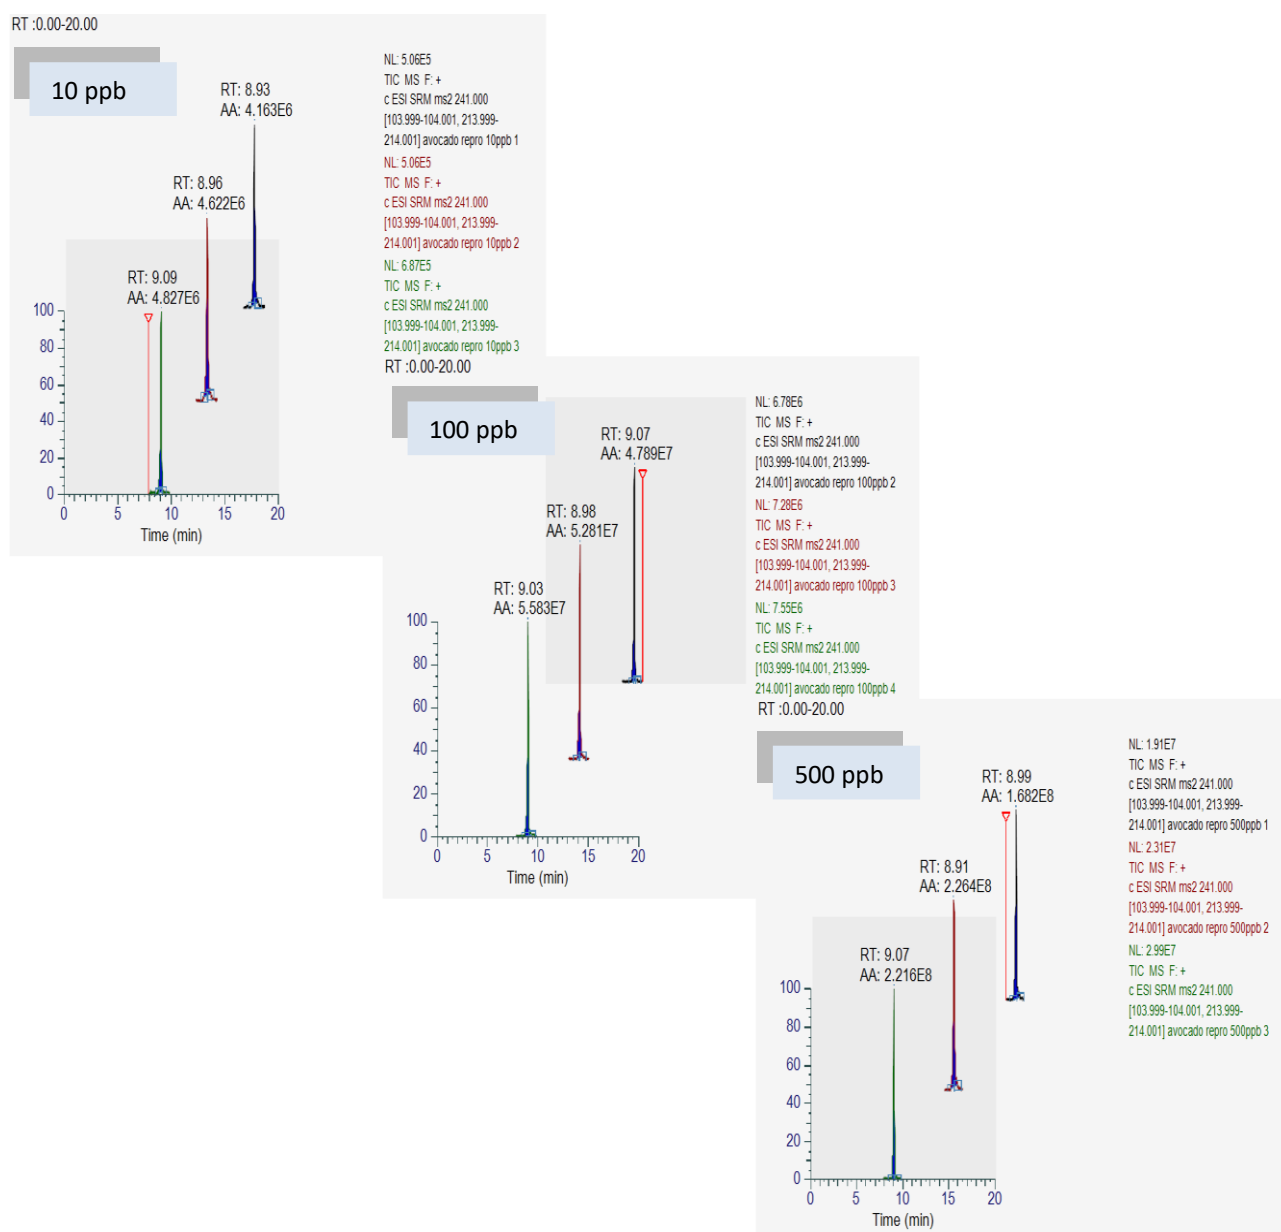 RT :0.00-20.00
10 ppb
RT: 8.93
AA: 4.163E6
RT: 8.96
AA: 4.622E6
RT: 9.09
AA: 4.827E6
100
80
60
40
20
0
0 5 10 15 20
Time (min)
NL: 5.06E5
TIC MS F: +
c ESI SRM ms2 241.000
[103.999-104.001, 213.999-
214.001] avocado repro 10ppb 1
NL: 5.06E5
TIC MS F: +
c ESI SRM ms2 241.000
[103.999-104.001, 213.999-
214.001] avocado repro 10ppb 2
NL: 6.87E5
TIC MS F: +
c ESI SRM ms2 241.000
[103.999-104.001, 213.999-
214.001] avocado repro 10ppb 3
RT :0.00-20.00
100 ppb
RT: 9.07
AA: 4.789E7
RT: 8.98
AA: 5.281E7
RT: 9.03
AA: 5.583E7
100
80
60
40
20
0
0 5 10 15 20
Time (min)
NL: 6.78E6
TIC MS F: +
c ESI SRM ms2 241.000
[103.999-104.001, 213.999-
214.001] avocado repro 100ppb 2
NL: 7.28E6
TIC MS F: +
c ESI SRM ms2 241.000
[103.999-104.001, 213.999-
214.001] avocado repro 100ppb 3
NL: 7.55E6
TIC MS F: +
c ESI SRM ms2 241.000
[103.999-104.001, 213.999-
214.001] avocado repro 100ppb 4
RT :0.00-20.00
500 ppb
RT: 8.99
AA: 1.682E8
RT: 8.91
AA: 2.264E8
RT: 9.07
AA: 2.216E8
100
80
60
40
20
0
0 5 10 15 20
Time (min)
NL: 1.91E7
TIC MS F: +
c ESI SRM ms2 241.000
[103.999-104.001, 213.999-
214.001] avocado repro 500ppb 1
NL: 2.31E7
TIC MS F: +
c ESI SRM ms2 241.000
[103.999-104.001, 213.999-
214.001] avocado repro 500ppb 2
NL: 2.99E7
TIC MS F: +
c ESI SRM ms2 241.000
[103.999-104.001, 213.999-
214.001] avocado repro 500ppb 3